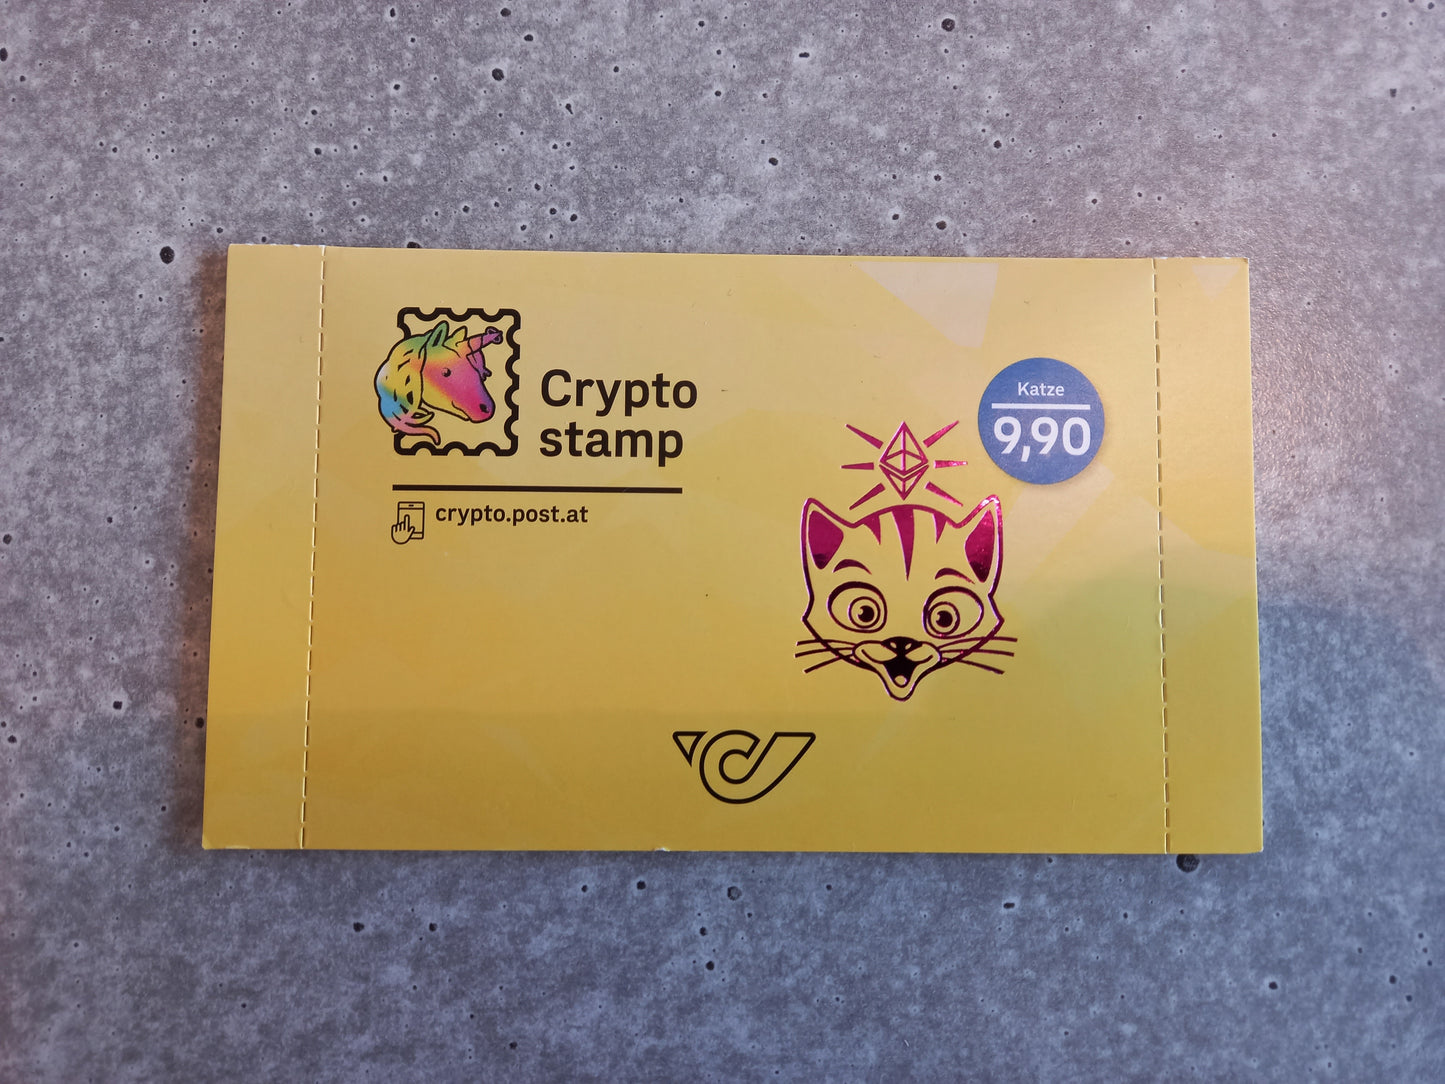 Crypto
stamp
crypto.post.at
Katze
9,90